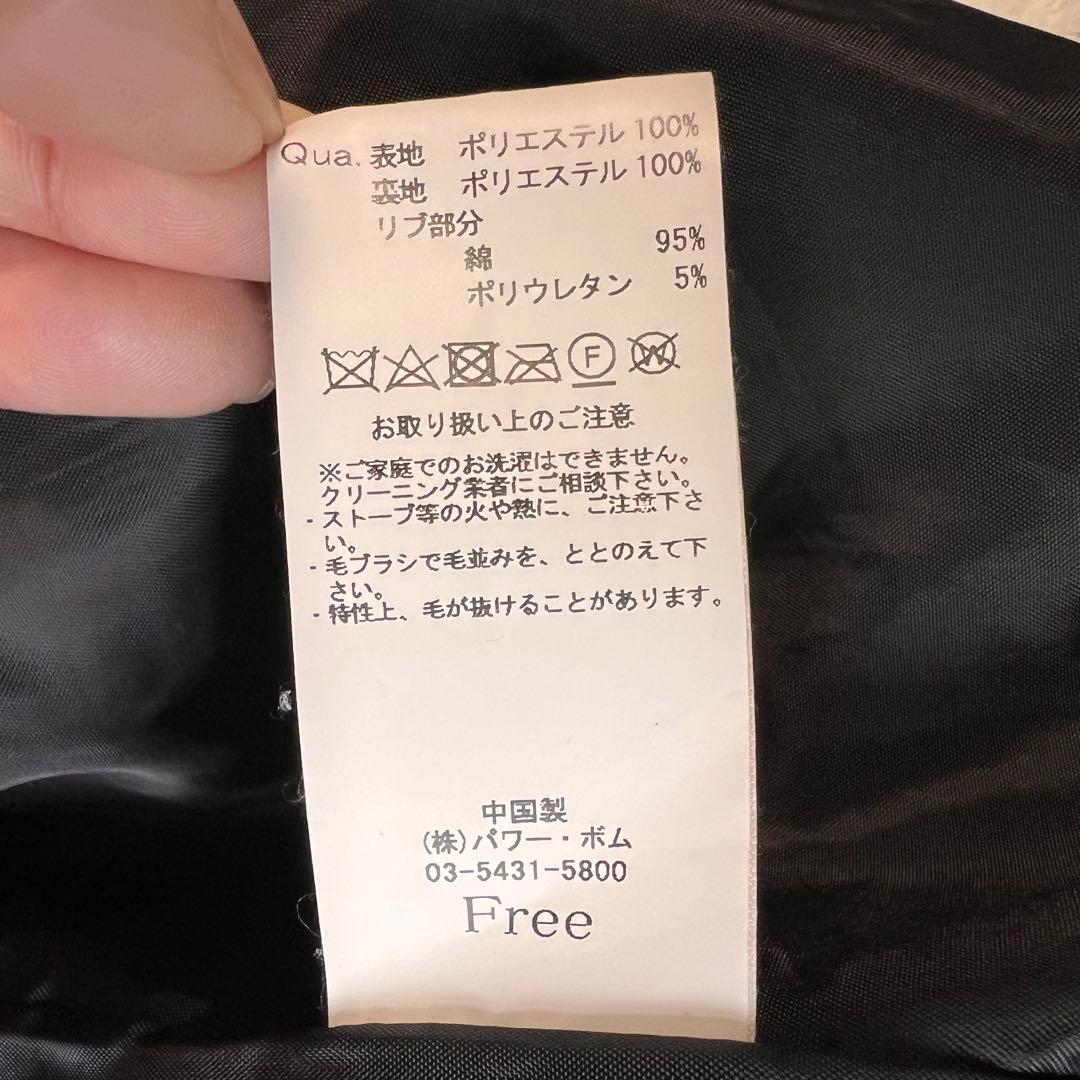 Qua. 表地 ポリエステル 100%
裏地 ポリエステル 100%
リブ部分
綿 95%
ポリウレタン 5%
F
W
お取り扱い上のご注意
※ご家庭でのお洗濯はできません。
クリーニング業者にご相談下さい。
・ストーブ等の火や熱に、ご注意下さ
い。
・毛ブラシで毛並みを、ととのえて下
さい。
・特性上、毛が抜けることがあります。
中国製
(株)パワー・ボム
03-5431-5800
Free